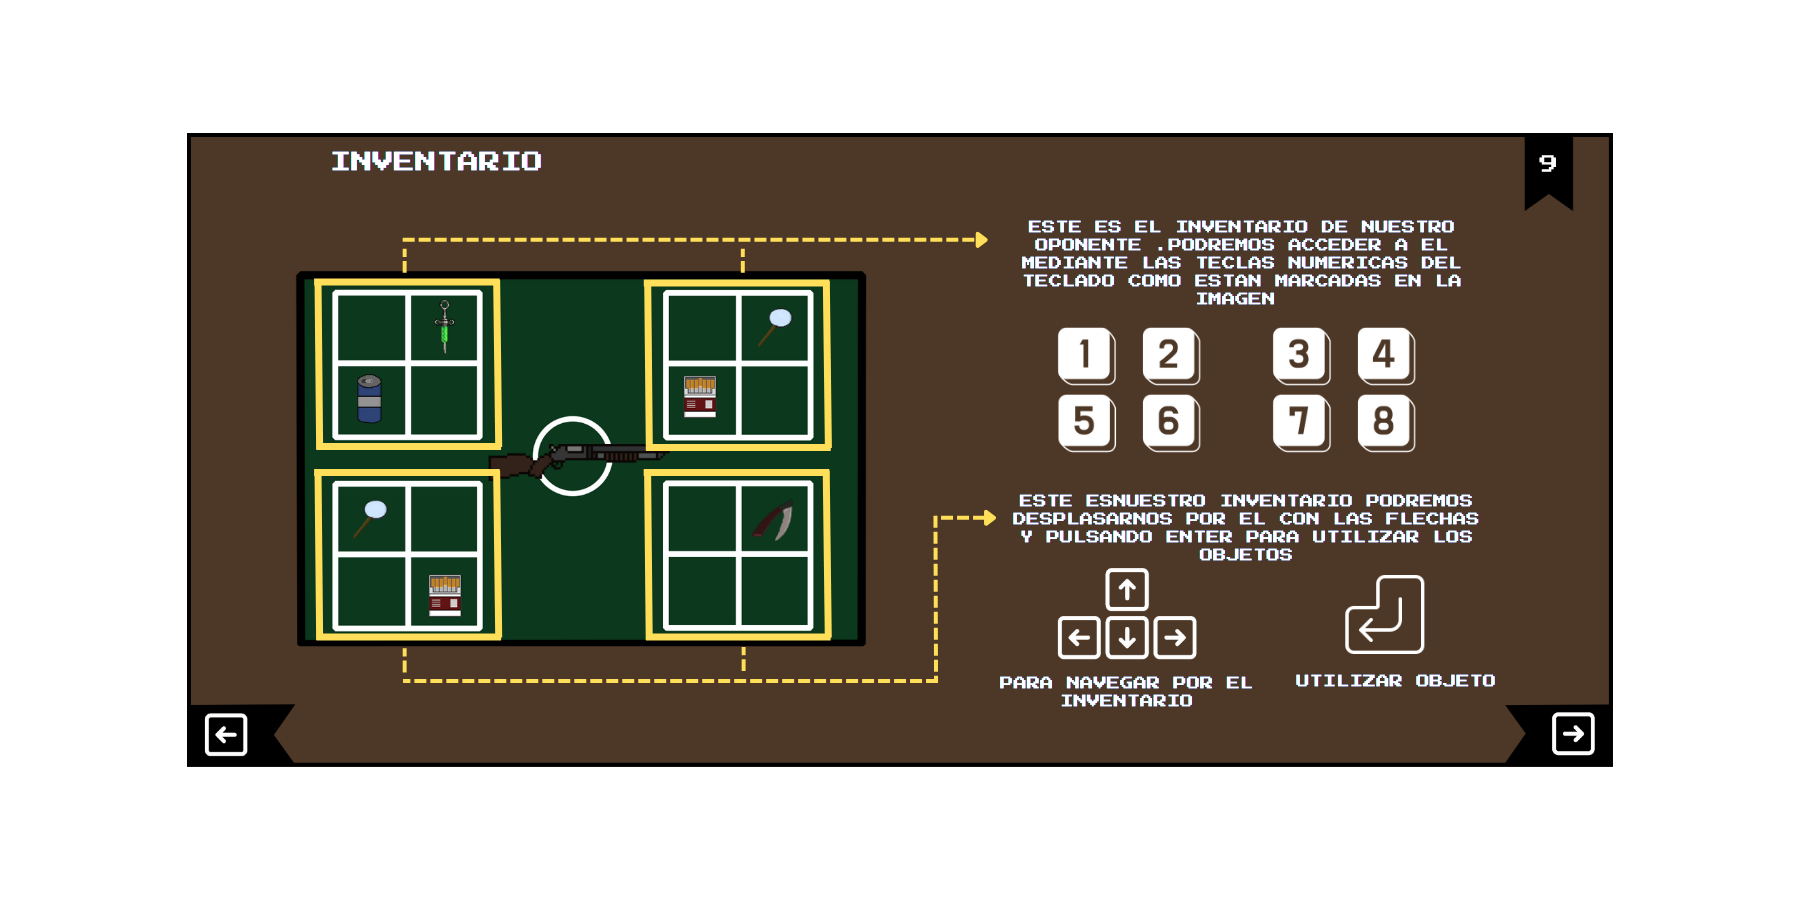 INVENTARIO
9
ESTE ES EL INVENTARIO DE NUESTRO
OPONENTE .PODREMOS ACCEDER A EL
MEDIANTE LAS TECLAS NUMERICAS DEL
TECLADO COMO ESTAN MARCADAS EN LA
IMAGEN
1 2 3 4
5 6 7 8
ESTE ESNUESTRO INVENTARIO PODREMOS
DESPLASARNOS POR EL CON LAS FLECHAS
Y PULSANDO ENTER PARA UTILIZAR LOS
OBJETOS
PARA NAVEGAR POR EL
INVENTARIO
UTILIZAR OBJETO